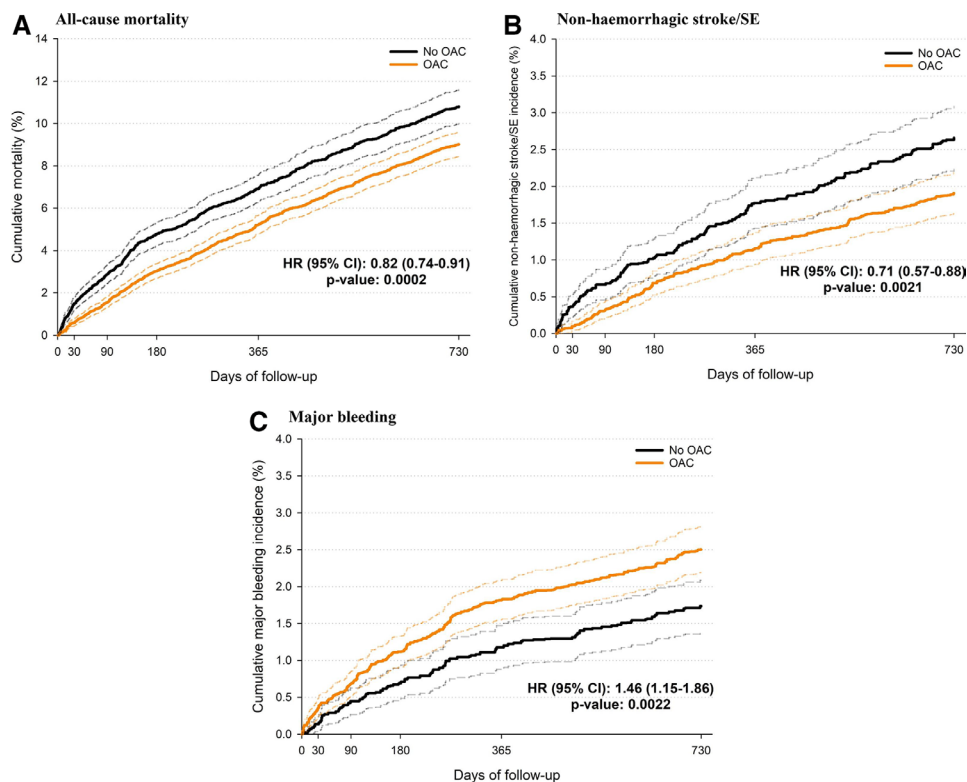 A All-cause mortality
14
12
10
8
6
4
2
0
Cumulative mortality (%)
No OAC
OAC
HR (95% CI): 0.82 (0.74-0.91)
p-value: 0.0002
0 30 90 180 365 730
Days of follow-up
B Non-haemorrhagic stroke/SE
4.0
3.5
3.0
2.5
2.0
1.5
1.0
0.5
0.0
Cumulative non-haemorrhagic stroke/SE incidence (%)
No OAC
OAC
HR (95% CI): 0.71 (0.57-0.88)
p-value: 0.0021
0 30 90 180 365 730
Days of follow-up
C Major bleeding
4.0
3.5
3.0
2.5
2.0
1.5
1.0
0.5
0.0
Cumulative major bleeding incidence (%)
No OAC
OAC
HR (95% CI): 1.46 (1.15-1.86)
p-value: 0.0022
0 30 90 180 365 730
Days of follow-up